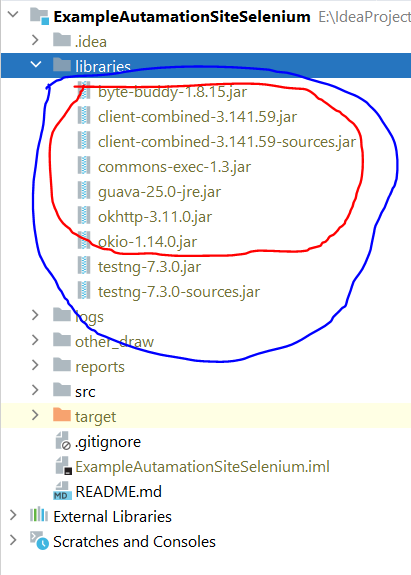 ExampleAutamationSiteSelenium E:\IdeaProject
.idea
libraries
byte-buddy-1.8.15.jar
client-combined-3.141.59.jar
client-combined-3.141.59-sources.jar
commons-exec-1.3.jar
guava-25.0-jre.jar
okhttp-3.11.0.jar
okio-1.14.0.jar
testng-7.3.0.jar
testng-7.3.0-sources.jar
logs
other_draw
reports
src
target
.gitignore
ExampleAutamationSiteSelenium.iml
MD README.md
External Libraries
Scratches and Consoles